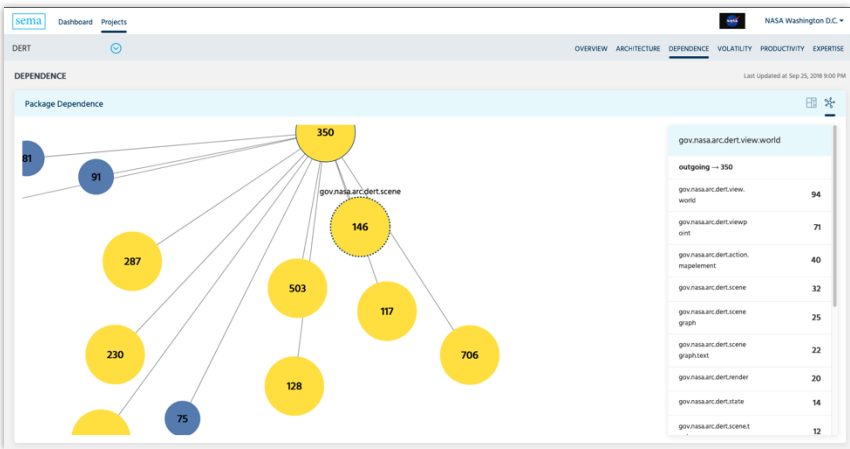 sema Dashboard Projects NASA NASA Washington D.C.
DERT OVERVIEW ARCHITECTURE DEPENDENCE VOLATILITY PRODUCTIVITY EXPERTISE
DEPENDENCE Last Updated at Sep 25, 2018 9:00 PM
Package Dependence
350
81
91
gov.nasa.arc.dert.scene
146
287
503
117
230
706
128
75
gov.nasa.arc.dert.view.world
outgoing → 350
gov.nasa.arc.dert.view.
world 94
gov.nasa.arc.dert.viewp
oint 71
gov.nasa.arc.dert.action.
mapelement 40
gov.nasa.arc.dert.scene 32
gov.nasa.arc.dert.scene
graph 25
gov.nasa.arc.dert.scene
graph.text 22
gov.nasa.arc.dert.render 20
gov.nasa.arc.dert.state 14
gov.nasa.arc.dert.scene.t
12